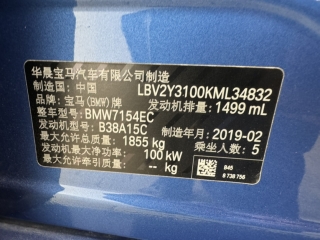 华晨宝马汽车有限公司制造
制造国：中国 LBV2Y3100KML34832
品牌：宝马(BMW)牌 发动机排量：1499 mL
整车型号：BMW7154EC
发动机型号：B38A15C 制造年月：2019-02
最大允许总质量：1855 kg 乘坐人数：5
发动机最大净功率：100 kW
最大允许牵引质量：-- kg
845
8 738 756